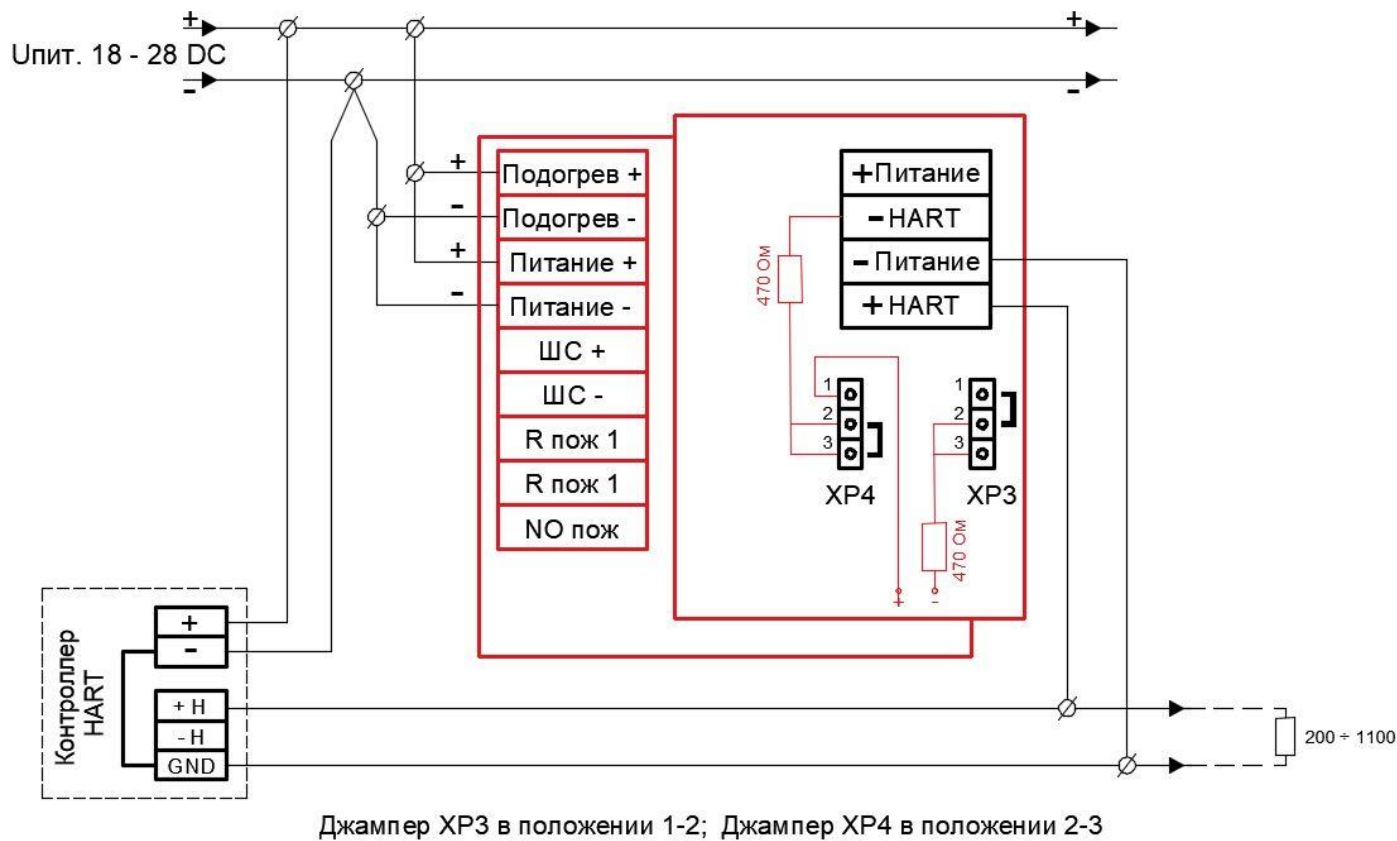 + +
Uпит. 18 - 28 DC
- -
+ Подогрев +
- Подогрев -
+ Питание +
- Питание -
ШС +
ШС -
R пож 1
R пож 1
NO пож
+Питание
-HART
- Питание
+ HART
470 Ом
1
2
3
XP4
1
2
3
XP3
470 Ом
+ -
Контроллер
HART
+
-
+ H
- H
GND
200 ÷ 1100
Джампер ХР3 в положении 1-2; Джампер ХР4 в положении 2-3